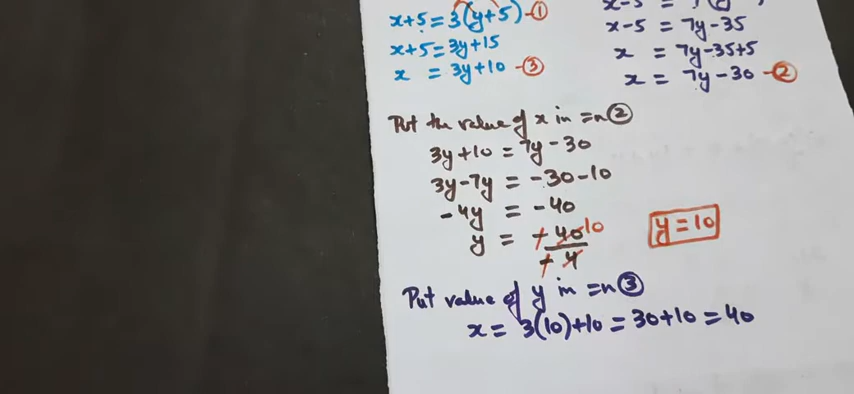 x+5 = 3(y+5) -①
x+5 = 3y+15
x = 3y+10 -③
x-5 = 7y-35
x = 7y-35+5
x = 7y-30 -②
Put the value of x in =n ②
3y+10 = 7y-30
3y-7y = -30-10
-4y = -40
y = -40 10
-4
y=10
Put value of y in =n ③
x = 3(10)+10 = 30+10 = 40